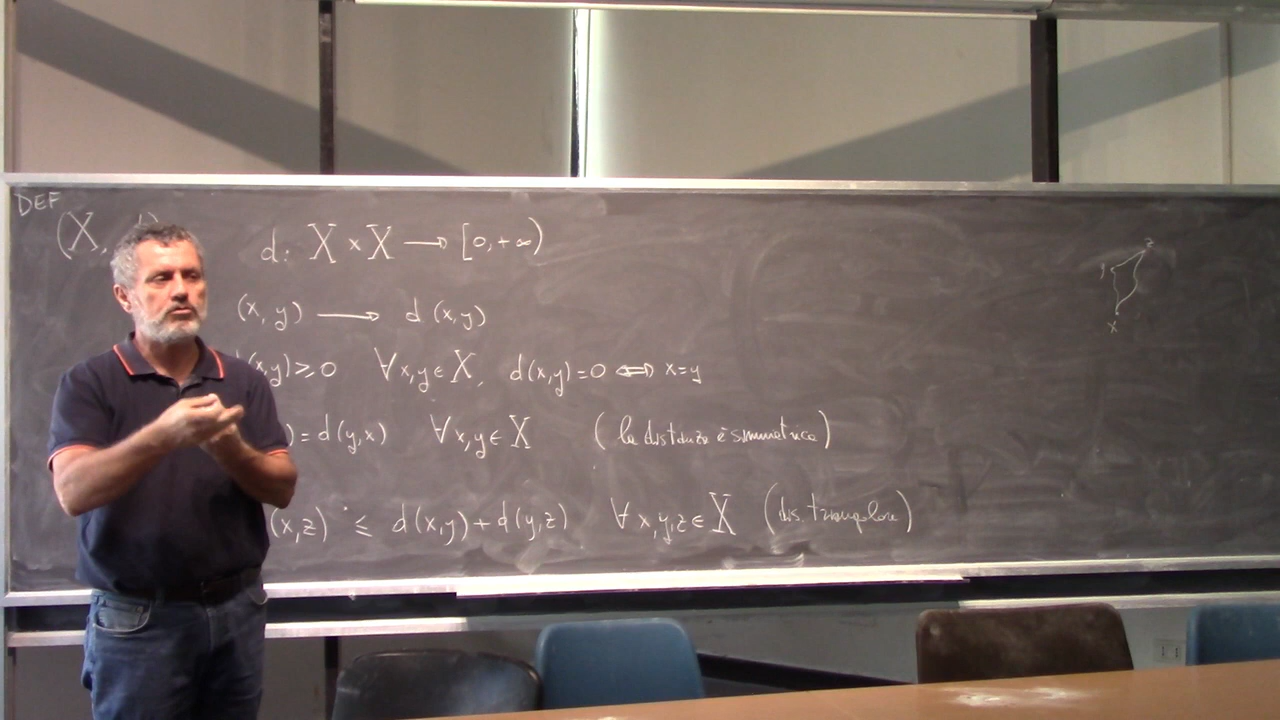 DEF
(X, d: X × X → [0, +∞)
(x, y) → d(x,y)
(x,y) ⩾ 0 ∀ x,y ∈ X, d(x,y)=0 ⟺ x=y
) = d(y,x) ∀ x,y ∈ X (la distanza è simmetrica)
(x,z) ≤ d(x,y) + d(y,z) ∀ x,y,z ∈ X (dis. triangolare)
z
y
x